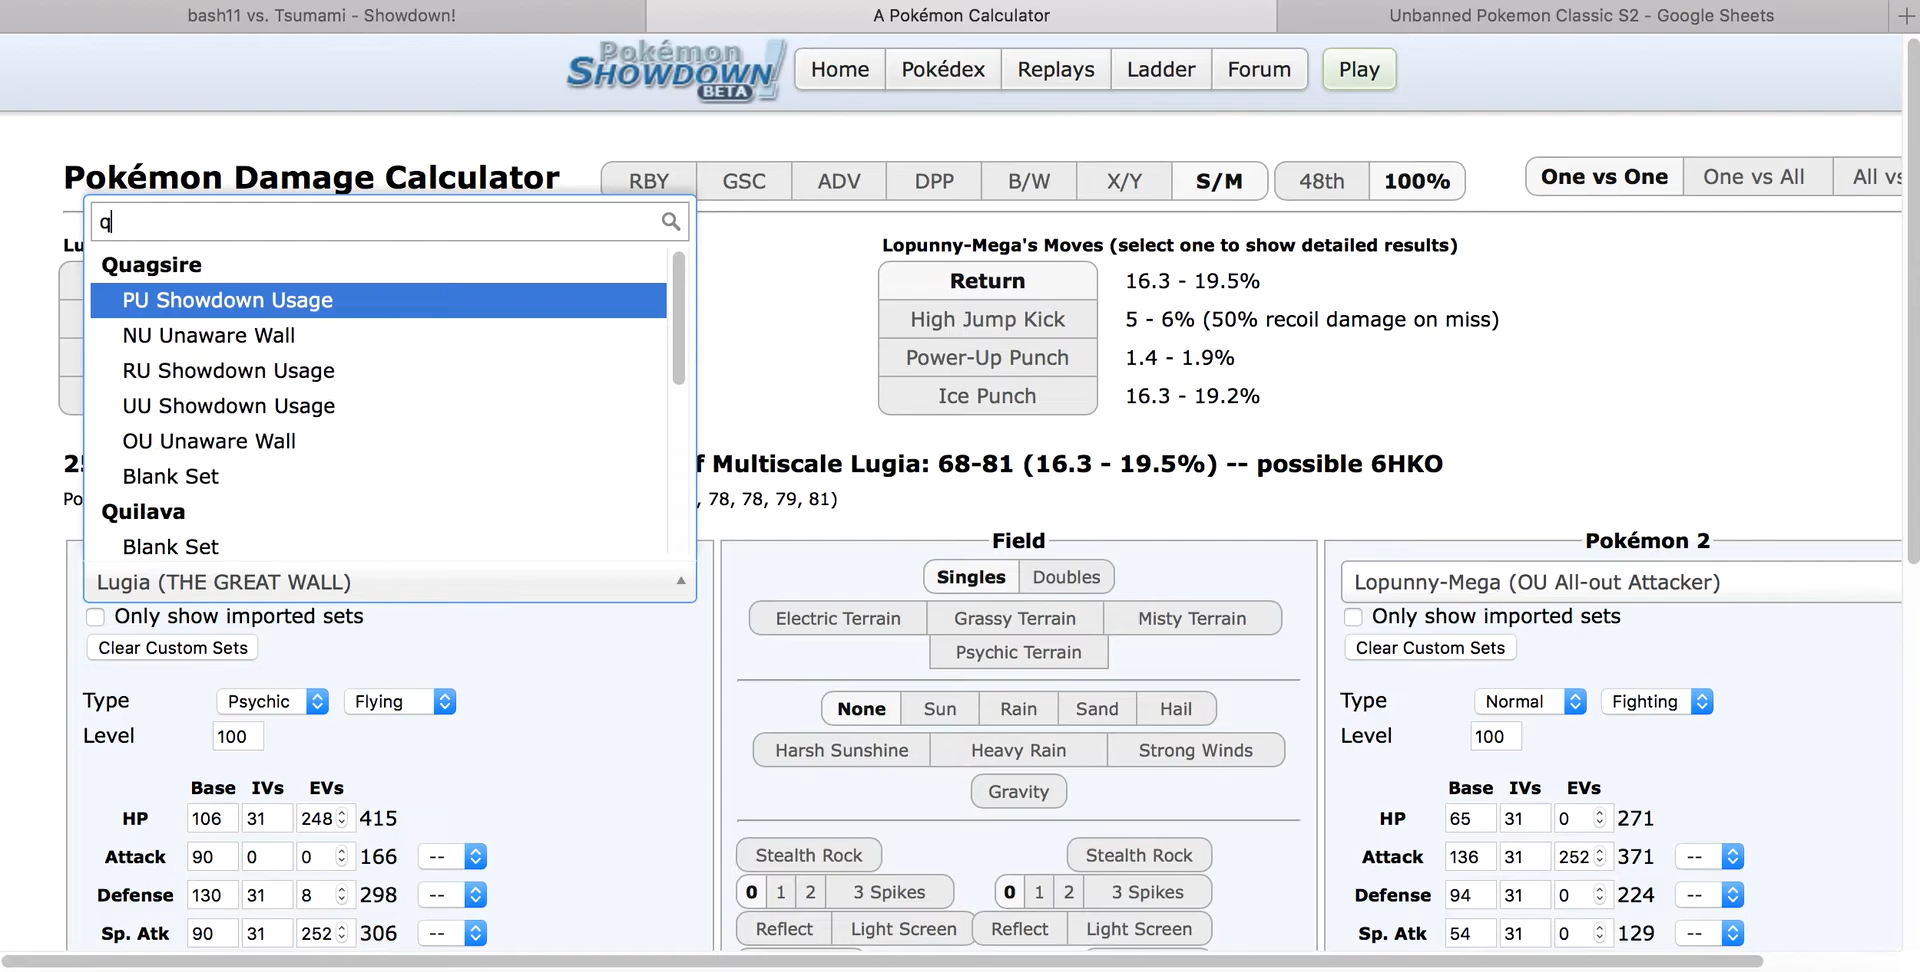 bash11 vs. Tsumami - Showdown!
A Pokémon Calculator
Unbanned Pokemon Classic S2 - Google Sheets
Pokémon
SHOWDOWN!
BETA
Home Pokédex Replays Ladder Forum Play
Pokémon Damage Calculator RBY GSC ADV DPP B/W X/Y S/M 48th 100% One vs One One vs All All vs
q
Lu
Lopunny-Mega's Moves (select one to show detailed results)
Quagsire
Return 16.3 - 19.5%
PU Showdown Usage
High Jump Kick 5 - 6% (50% recoil damage on miss)
NU Unaware Wall
Power-Up Punch 1.4 - 1.9%
RU Showdown Usage
Ice Punch 16.3 - 19.2%
UU Showdown Usage
OU Unaware Wall
f Multiscale Lugia: 68-81 (16.3 - 19.5%) -- possible 6HKO
Blank Set
Po , 78, 78, 79, 81)
Quilava
Blank Set
Lugia (THE GREAT WALL)
Only show imported sets
Clear Custom Sets
Type Psychic Flying
Level 100
Base IVs EVs
HP 106 31 248 415
Attack 90 0 0 166 --
Defense 130 31 8 298 --
Sp. Atk 90 31 252 306 --
Field
Singles Doubles
Electric Terrain Grassy Terrain Misty Terrain
Psychic Terrain
None Sun Rain Sand Hail
Harsh Sunshine Heavy Rain Strong Winds
Gravity
Stealth Rock Stealth Rock
0 1 2 3 Spikes 0 1 2 3 Spikes
Reflect Light Screen Reflect Light Screen
Pokémon 2
Lopunny-Mega (OU All-out Attacker)
Only show imported sets
Clear Custom Sets
Type Normal Fighting
Level 100
Base IVs EVs
HP 65 31 0 271
Attack 136 31 252 371 --
Defense 94 31 0 224 --
Sp. Atk 54 31 0 129 --